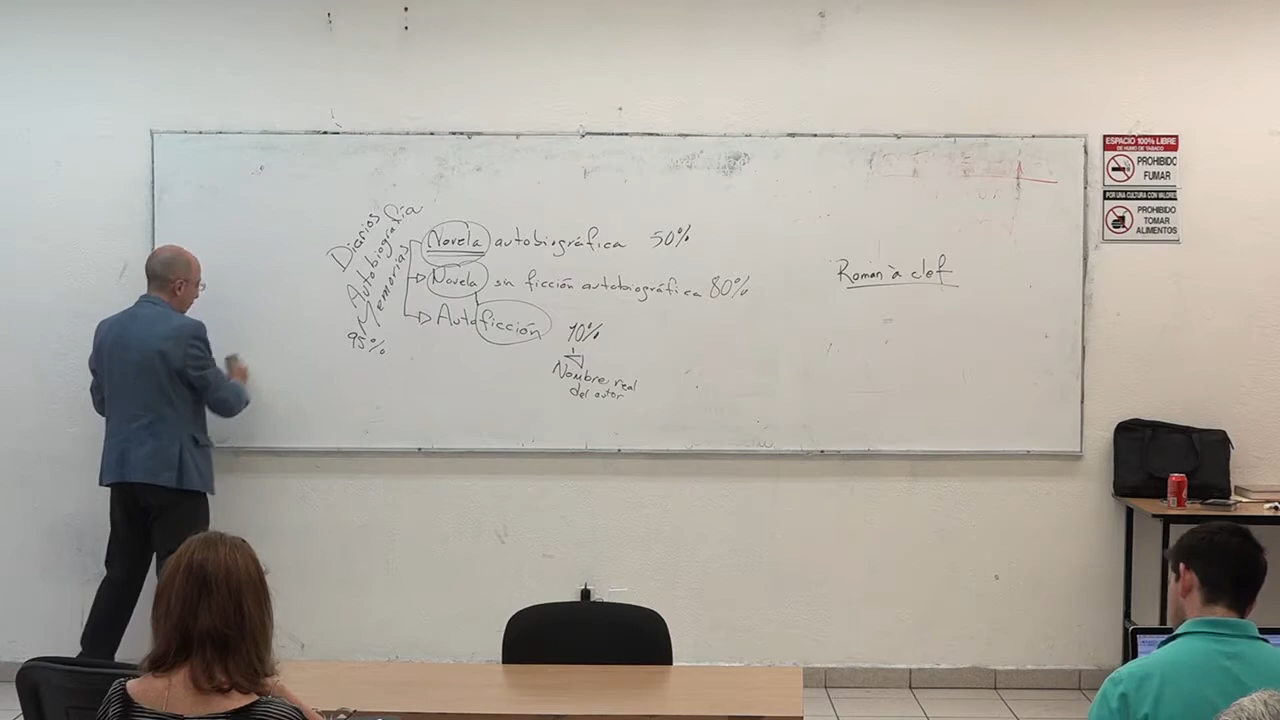 Diarios
Autobiografía
Memorias
95%
Novela autobiográfica 50%
Novela sin ficción autobiográfica 80%
Autoficción
10%
Nombre real
del autor
Roman à clef
ESPACIO 100% LIBRE
DE HUMO DE TABACO
PROHIBIDO
FUMAR
POR UNA CULTURA CON VALORES
PROHIBIDO
TOMAR
ALIMENTOS